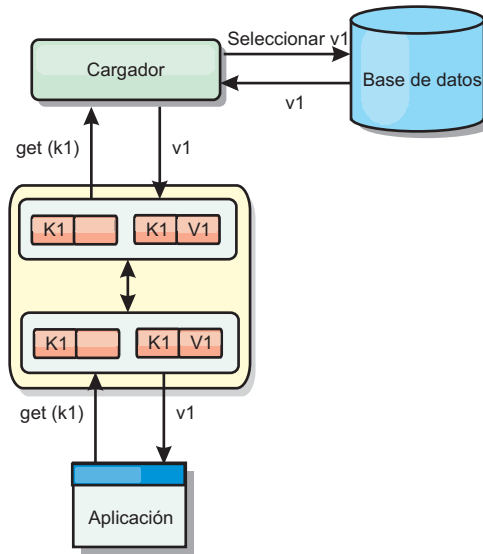 Seleccionar v1
Cargador
Base de datos
v1
get (k1)
v1
K1
K1 V1
K1
K1 V1
get (k1)
v1
Aplicación